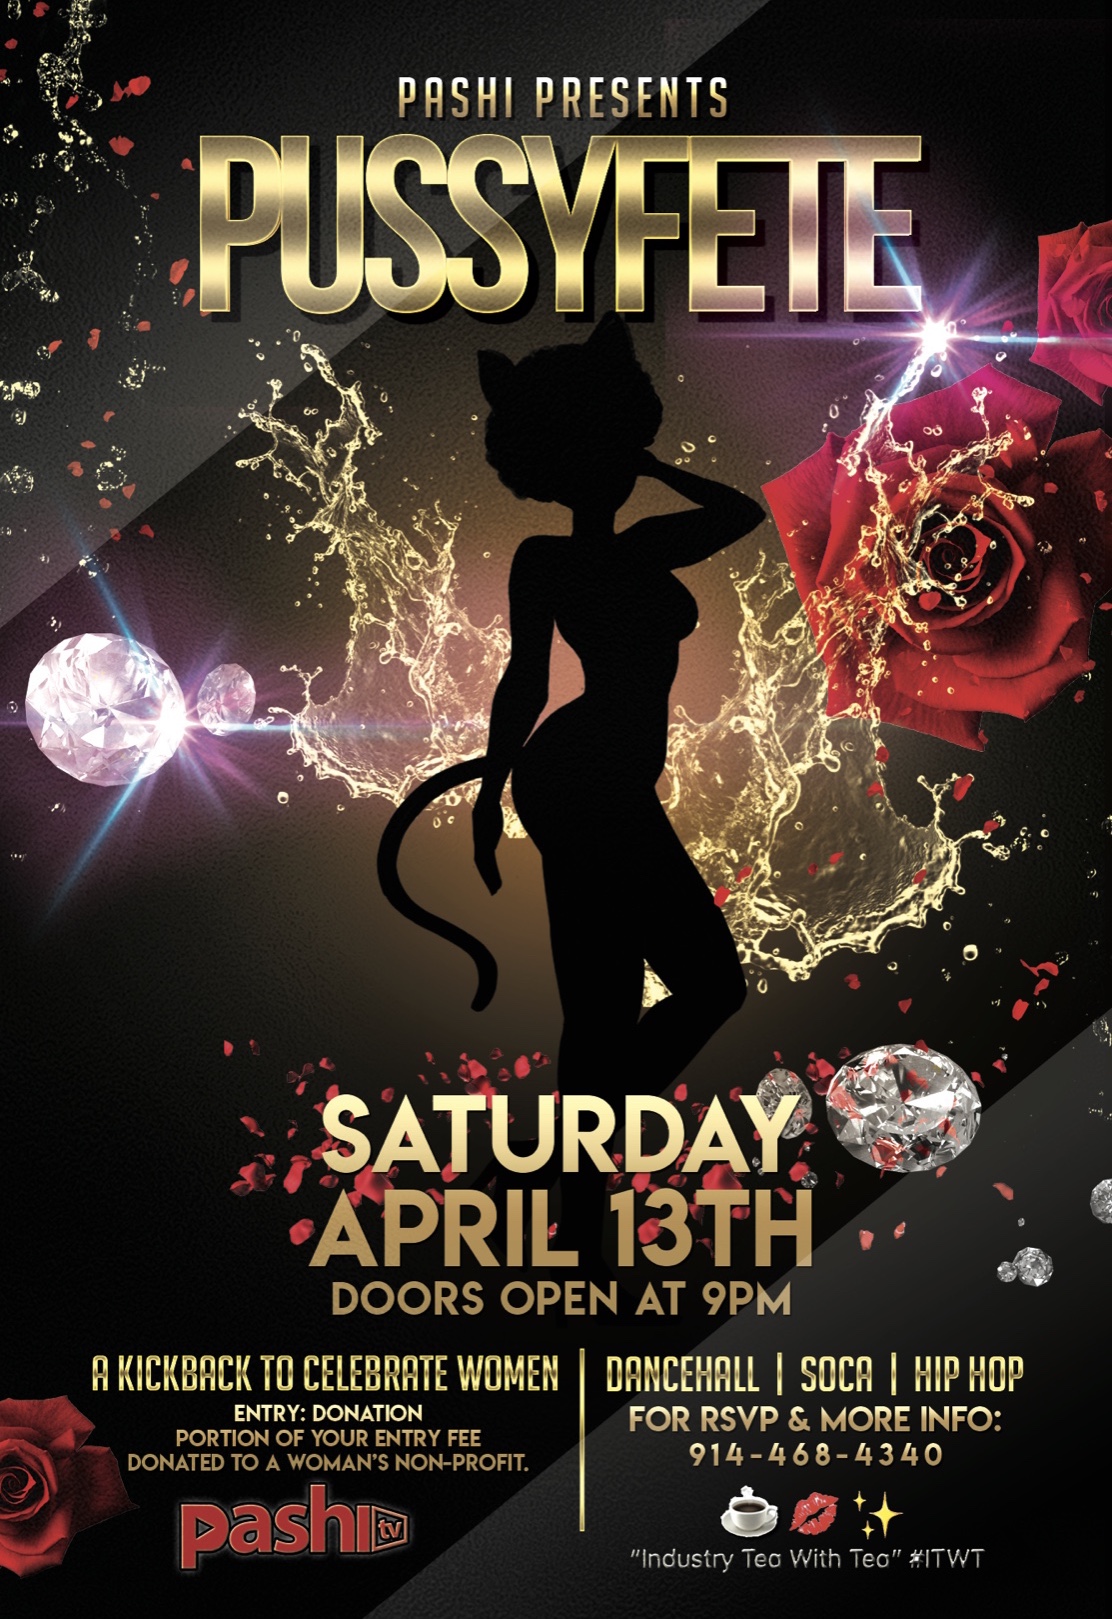 PASHI PRESENTS
PUSSYFETE
SATURDAY
APRIL 13TH
DOORS OPEN AT 9PM
A KICKBACK TO CELEBRATE WOMEN
ENTRY: DONATION
PORTION OF YOUR ENTRY FEE
DONATED TO A WOMAN'S NON-PROFIT.
pashi tv
DANCEHALL | SOCA | HIP HOP
FOR RSVP & MORE INFO:
914-468-4340
"Industry Tea With Tea" #ITWT